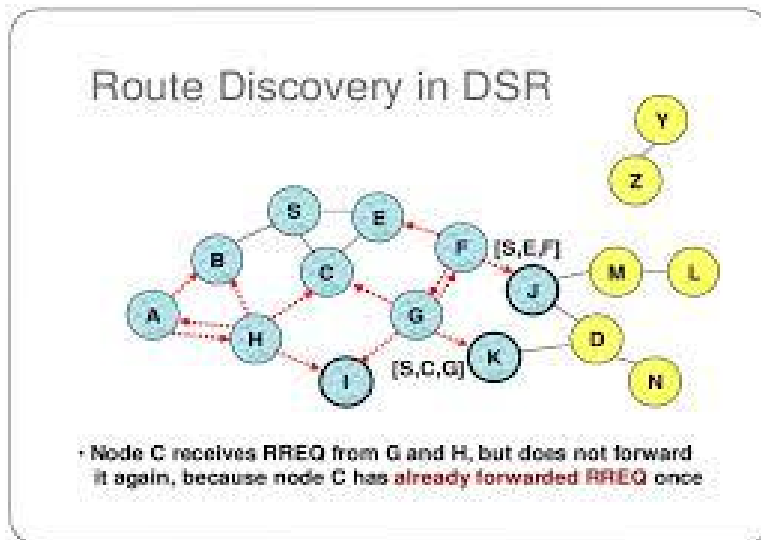 Route Discovery in DSR
Y
Z
S
E
F
[S,E,F]
B
C
M
L
J
A
G
H
D
K
[S,C,G]
I
N
• Node C receives RREQ from G and H, but does not forward
it again, because node C has already forwarded RREQ once